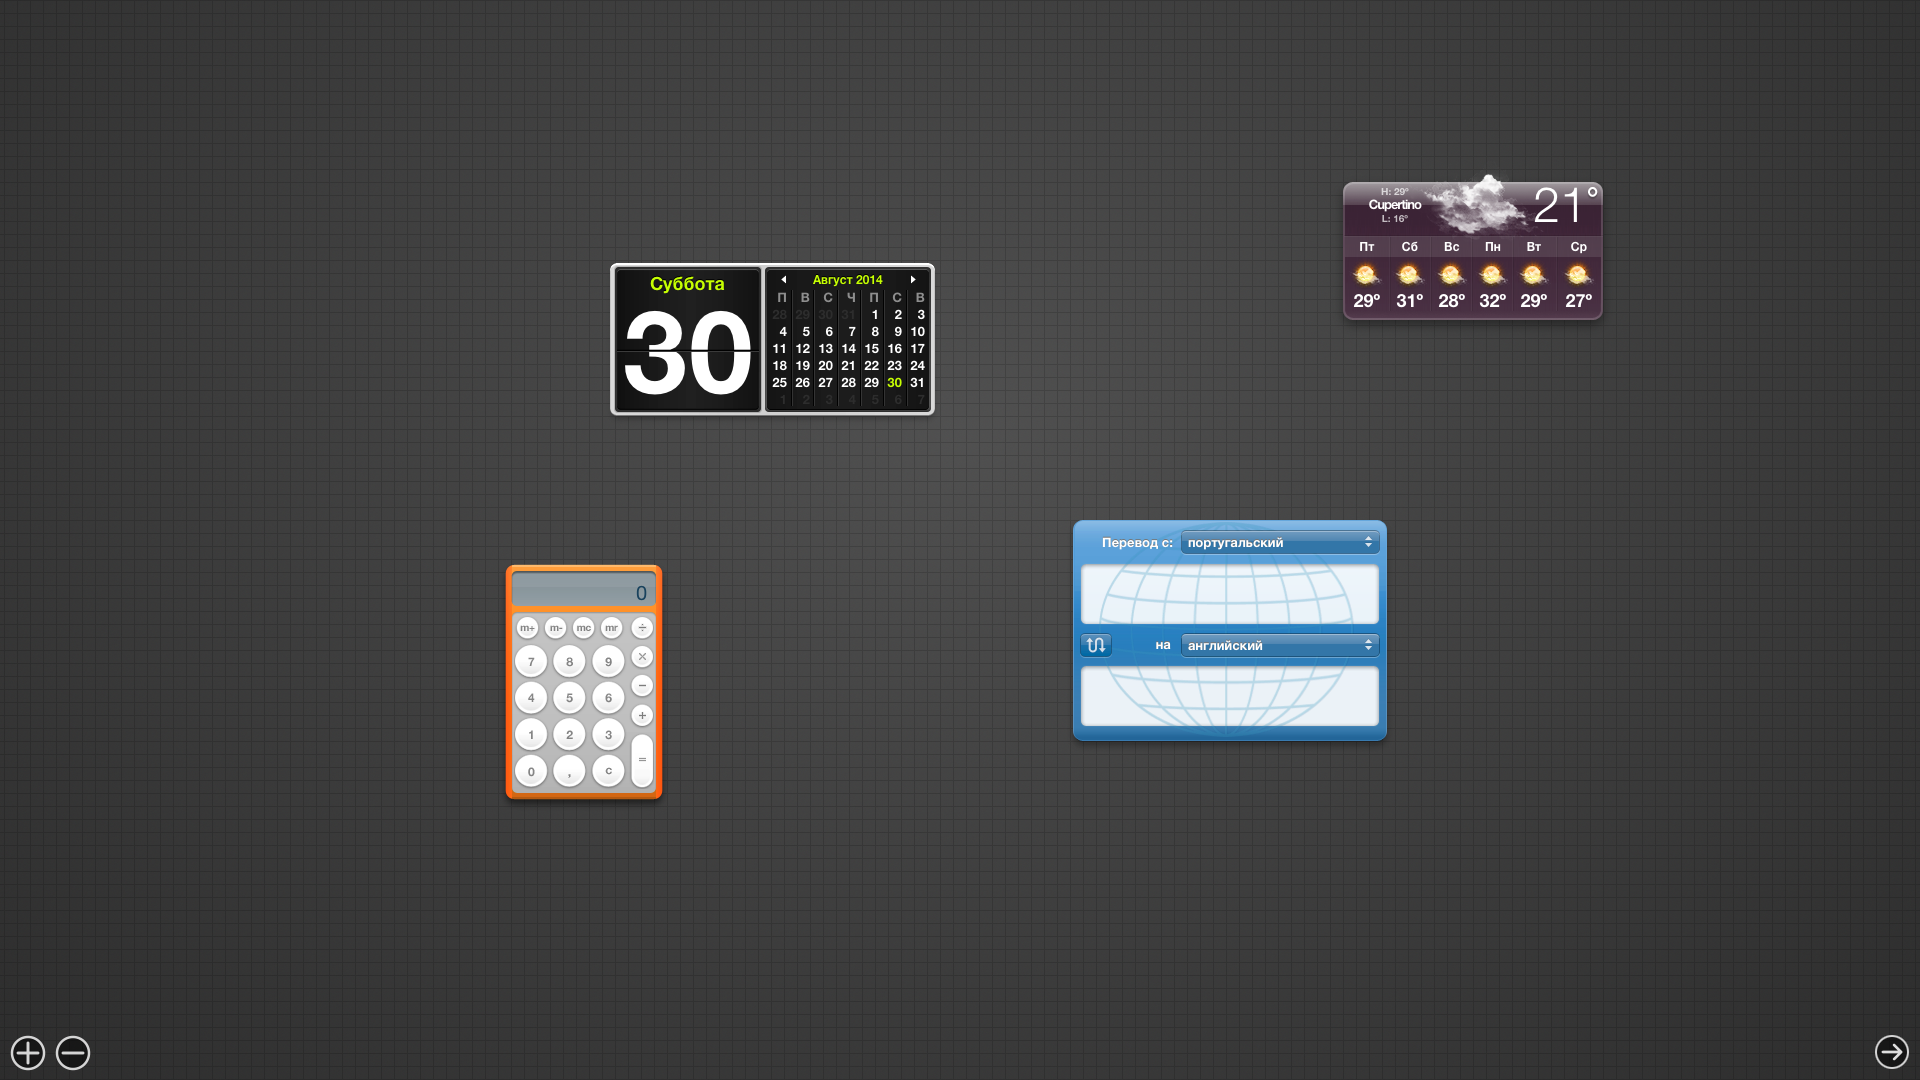 H: 29°
Cupertino
L: 16°
21°
Пт Сб Вс Пн Вт Ср
29° 31° 28° 32° 29° 27°
Суббота
30
Август 2014
П В С Ч П С В
28 29 30 31 1 2 3
4 5 6 7 8 9 10
11 12 13 14 15 16 17
18 19 20 21 22 23 24
25 26 27 28 29 30 31
1 2 3 4 5 6 7
Перевод с: португальский
на английский
0
m+ m- mc mr ÷
7 8 9 ×
4 5 6 −
1 2 3 +
0 , c =